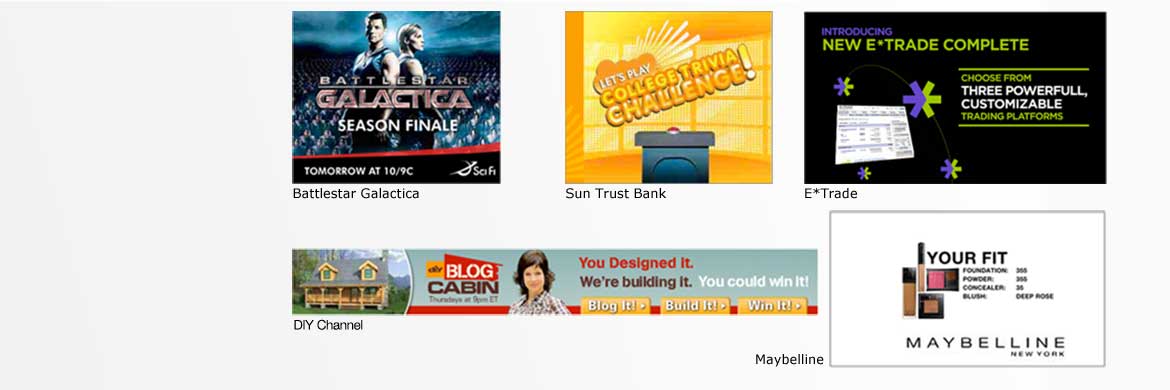 BATTLESTAR
GALACTICA
SEASON FINALE
TOMORROW AT 10/9C
SCI FI
Battlestar Galactica
LET'S PLAY
COLLEGE TRIVIA
CHALLENGE!
Sun Trust Bank
INTRODUCING
NEW E*TRADE COMPLETE
CHOOSE FROM
THREE POWERFULL,
CUSTOMIZABLE
TRADING PLATFORMS
E*Trade
diy BLOG
CABIN
Thursdays at 9pm ET
You Designed it.
We're building it. You could win It!
Blog It! Build It! Win It!
DIY Channel
YOUR FIT
FOUNDATION: 355
POWDER: 355
CONCEALER: 35
BLUSH: DEEP ROSE
MAYBELLINE
NEW YORK
Maybelline